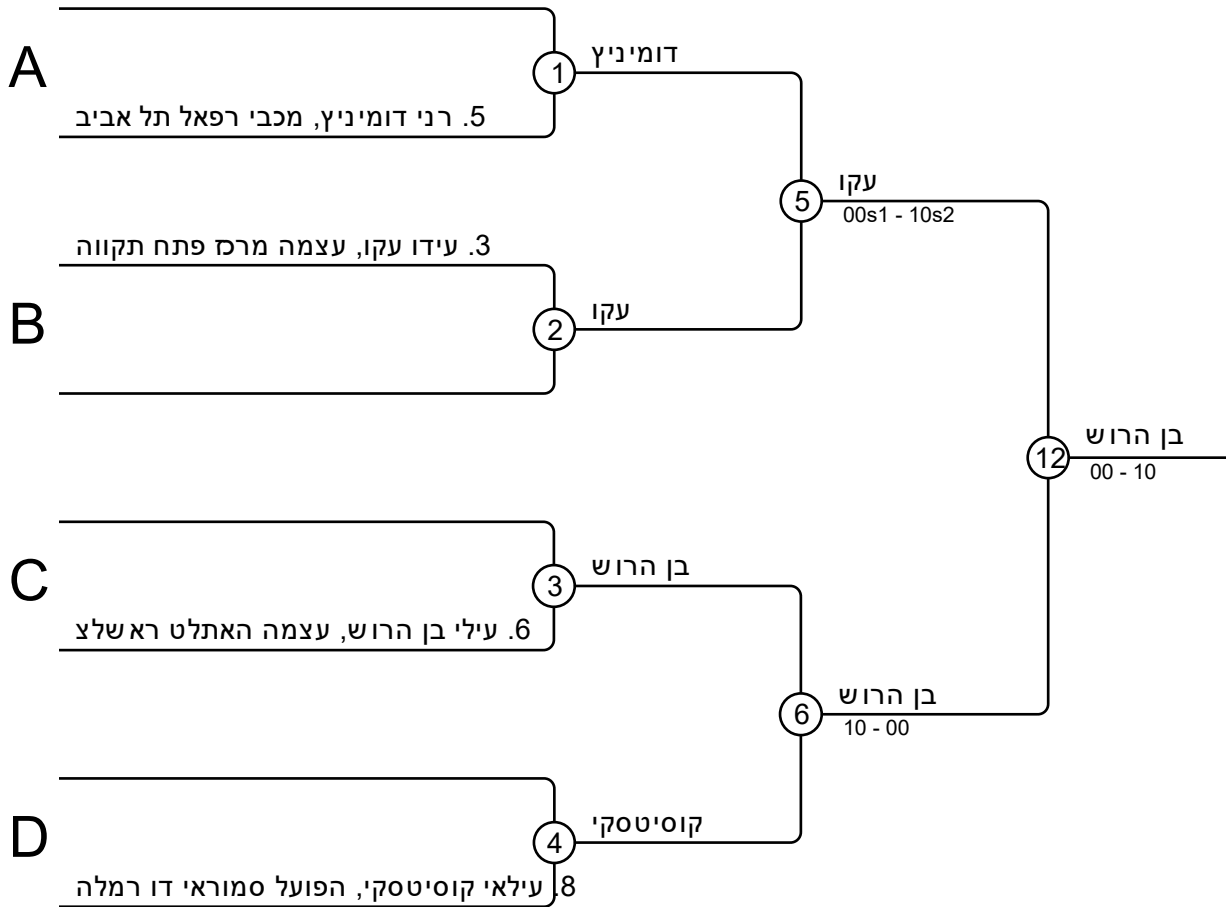 A
דומיניץ
1
5. רני דומיניץ, מכבי רפאל תל אביב
עקו
5
00s1 - 10s2
3. עידו עקו, עצמה מרכז פתח תקווה
B
עקו
2
בן הרוש
12
00 - 10
C
בן הרוש
3
6. עילי בן הרוש, עצמה האתלט ראשלצ
בן הרוש
6
10 - 00
D
קוסיטסקי
4
8. עילאי קוסיטסקי, הפועל סמוראי דו רמלה